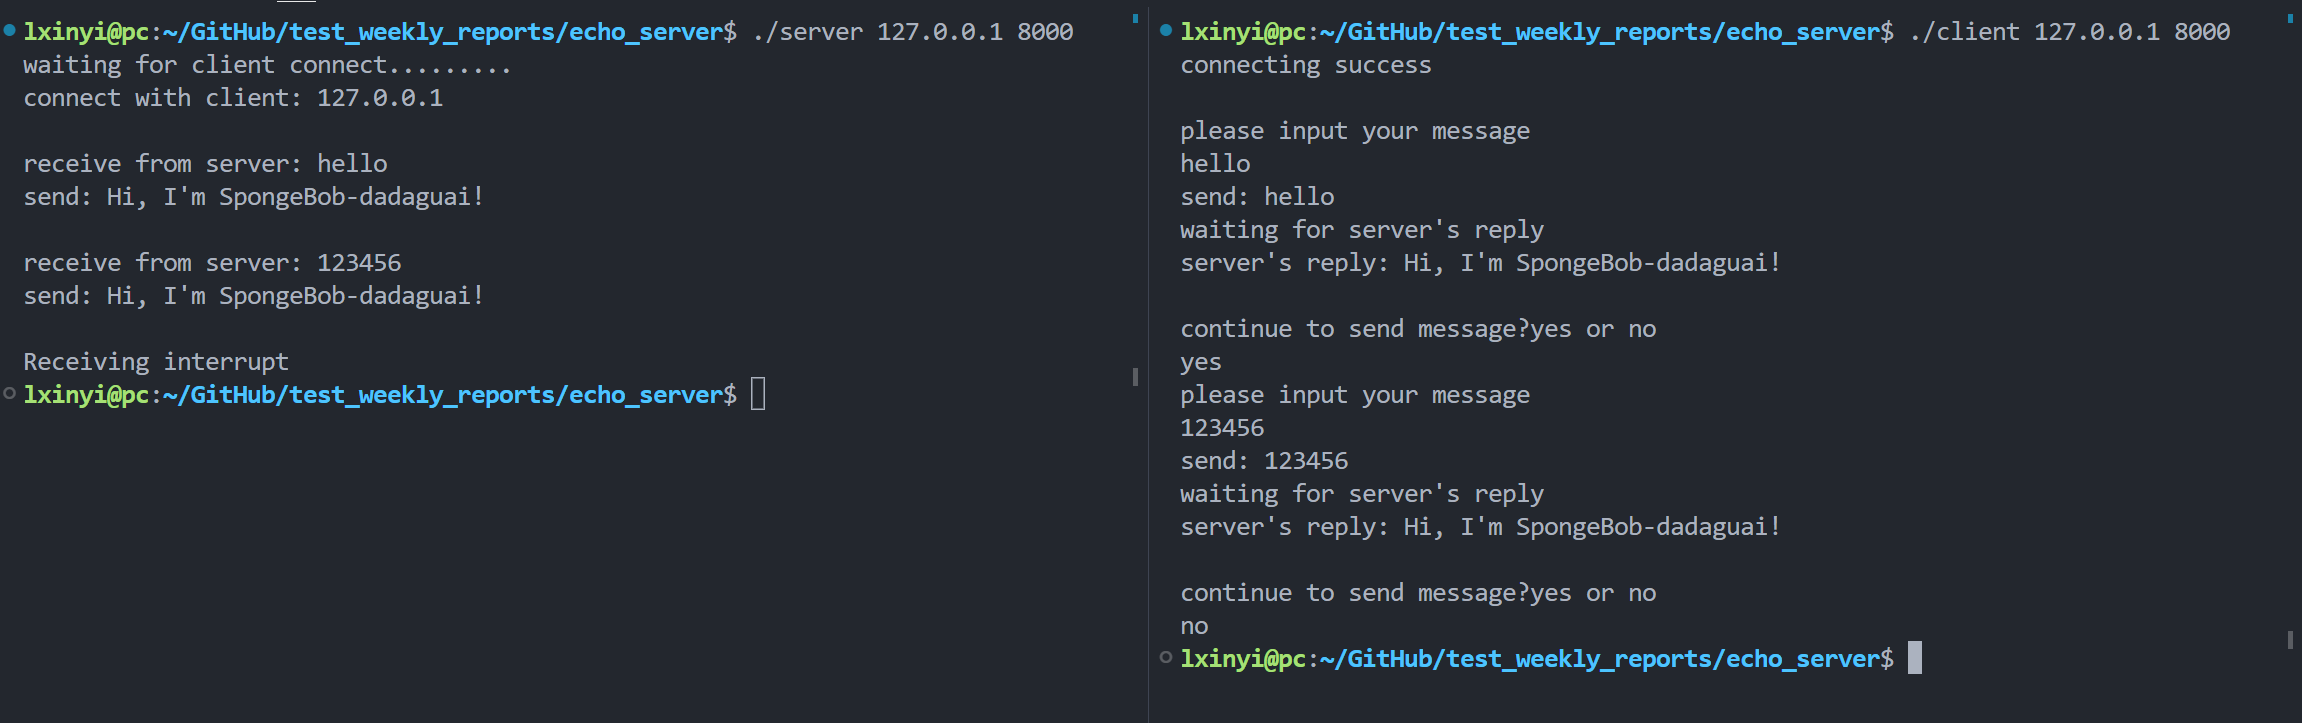 lxinyi@pc:~/GitHub/test_weekly_reports/echo_server$ ./server 127.0.0.1 8000
waiting for client connect.........
connect with client: 127.0.0.1
receive from server: hello
send: Hi, I'm SpongeBob-dadaguai!
receive from server: 123456
send: Hi, I'm SpongeBob-dadaguai!
Receiving interrupt
lxinyi@pc:~/GitHub/test_weekly_reports/echo_server$
lxinyi@pc:~/GitHub/test_weekly_reports/echo_server$ ./client 127.0.0.1 8000
connecting success
please input your message
hello
send: hello
waiting for server's reply
server's reply: Hi, I'm SpongeBob-dadaguai!
continue to send message?yes or no
yes
please input your message
123456
send: 123456
waiting for server's reply
server's reply: Hi, I'm SpongeBob-dadaguai!
continue to send message?yes or no
no
lxinyi@pc:~/GitHub/test_weekly_reports/echo_server$